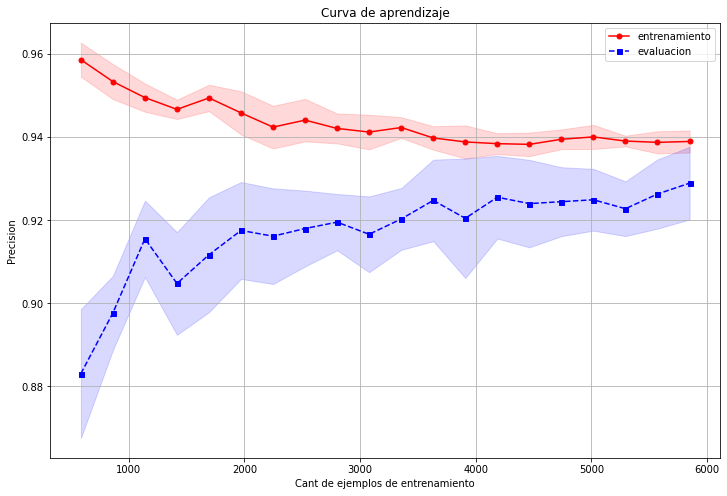 Curva de aprendizaje
entrenamiento
evaluacion
Precision
0.96
0.94
0.92
0.90
0.88
1000 2000 3000 4000 5000 6000
Cant de ejemplos de entrenamiento